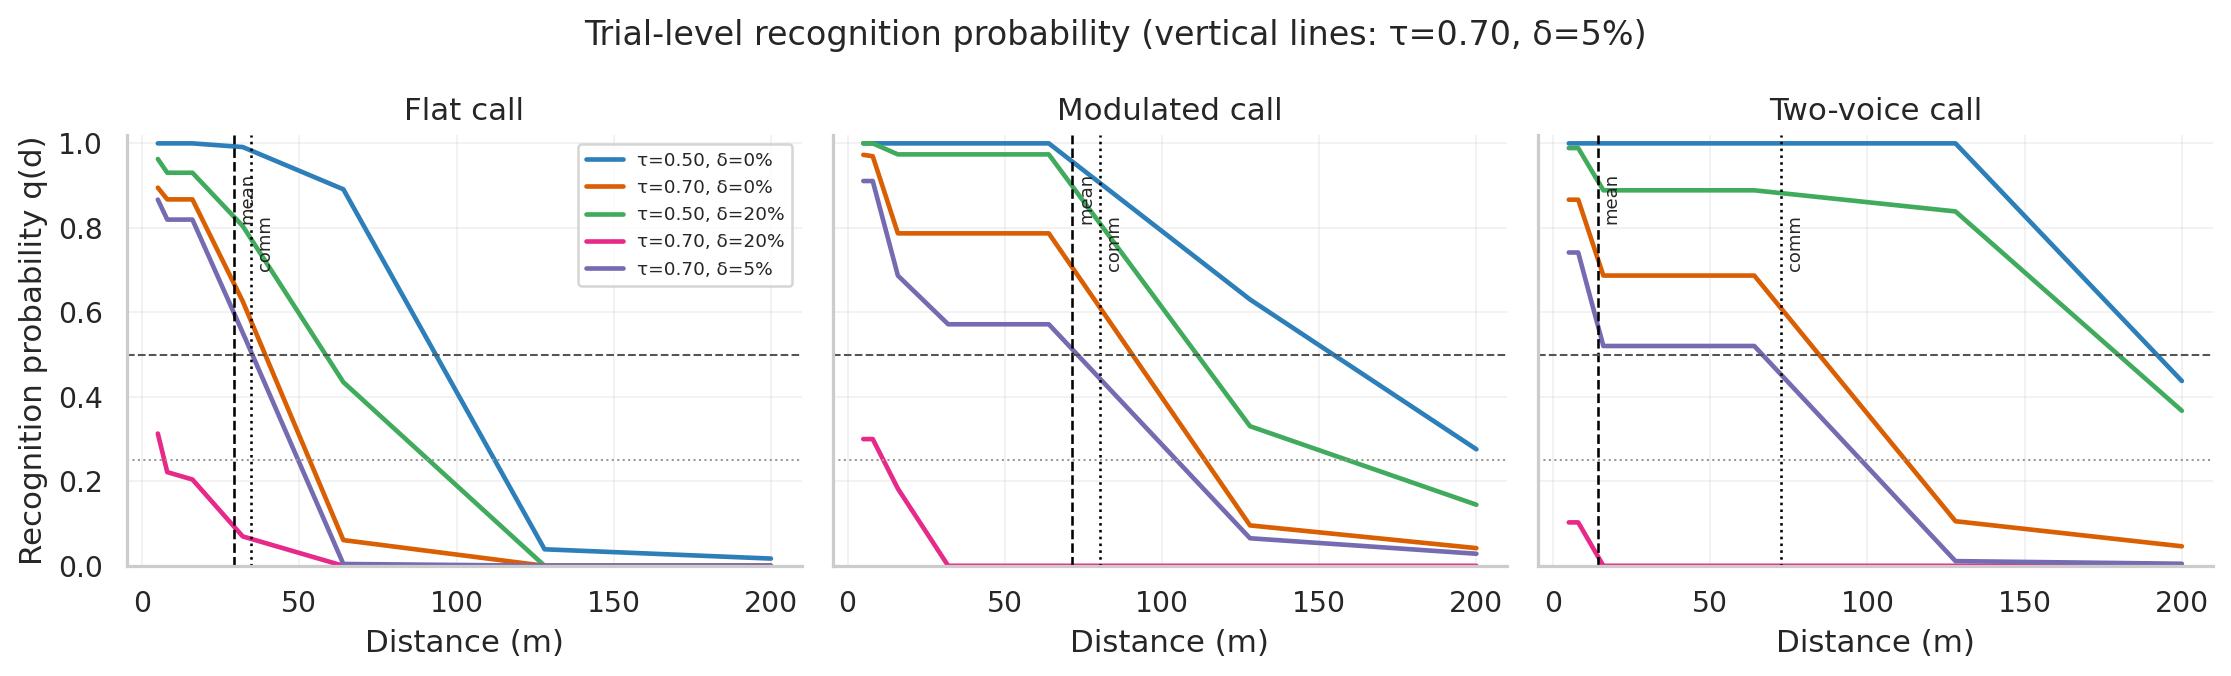 Trial-level recognition probability (vertical lines: τ=0.70, δ=5%)
Flat call
Modulated call
Two-voice call
Recognition probability q(d)
1.0
0.8
0.6
0.4
0.2
0.0
mean
comm
τ=0.50, δ=0%
τ=0.70, δ=0%
τ=0.50, δ=20%
τ=0.70, δ=20%
τ=0.70, δ=5%
mean
comm
mean
comm
0 50 100 150 200
0 50 100 150 200
0 50 100 150 200
Distance (m)
Distance (m)
Distance (m)